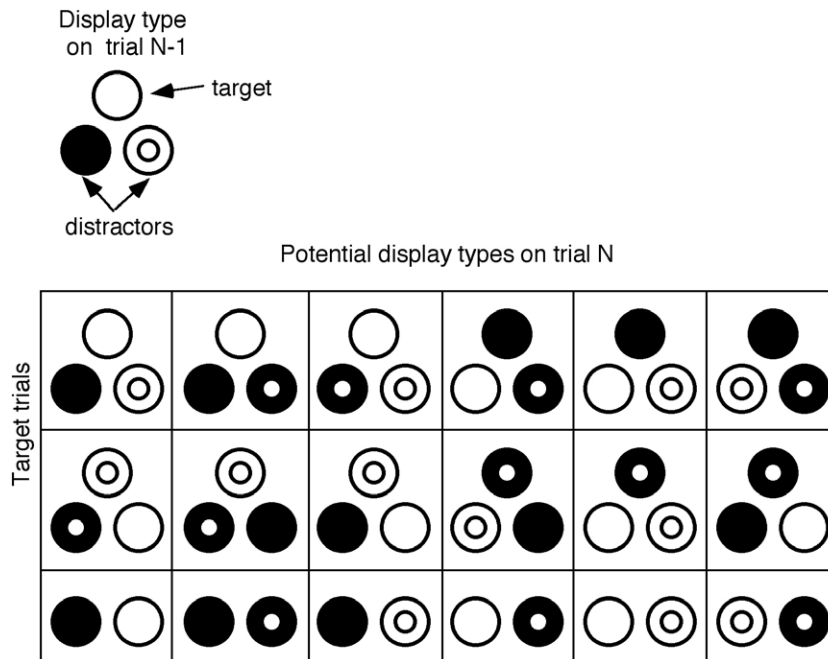 Display type
on trial N-1
target
distractors
Potential display types on trial N
Target trials